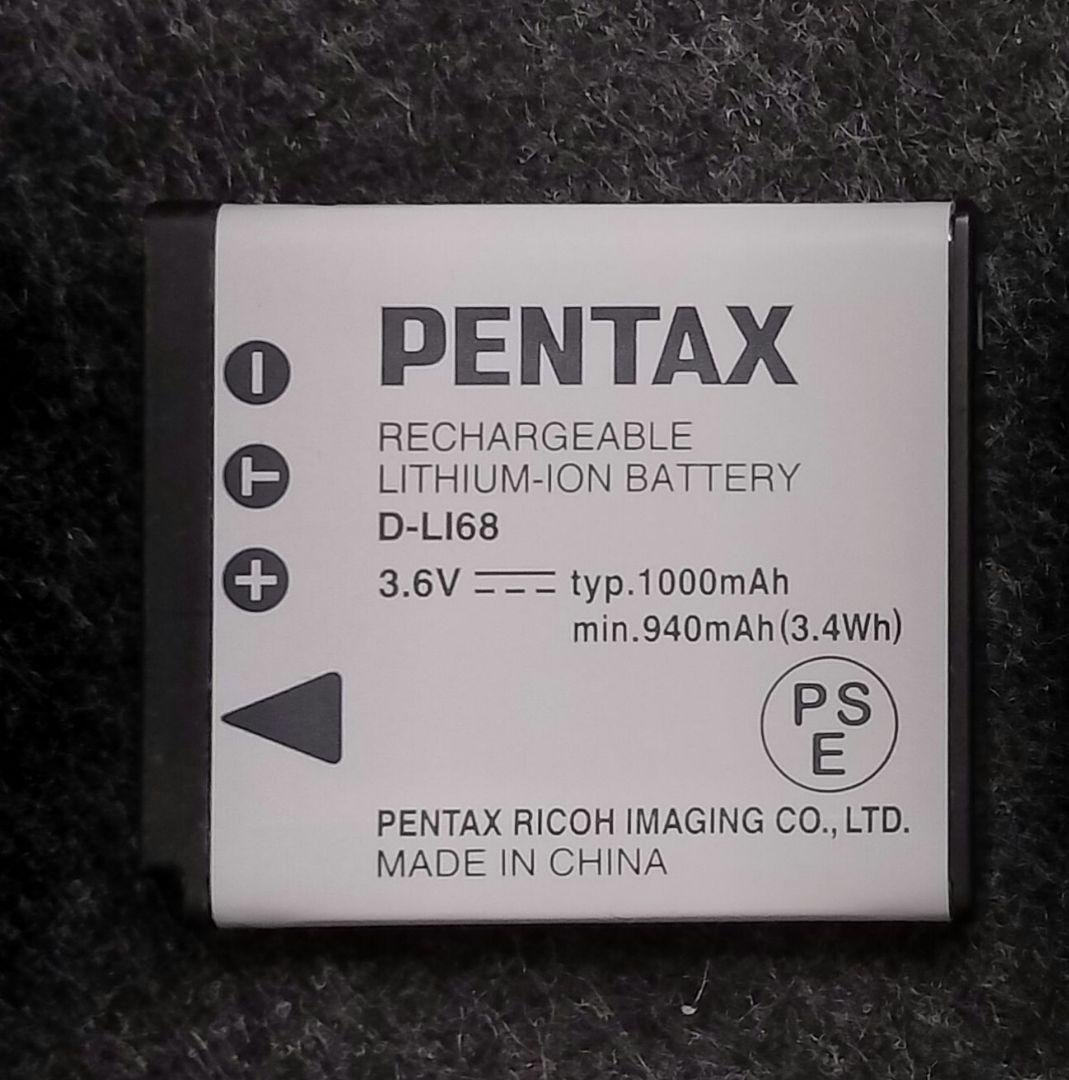 PENTAX
RECHARGEABLE
LITHIUM-ION BATTERY
D-LI68
3.6V typ.1000mAh
min.940mAh(3.4Wh)
PS
E
PENTAX RICOH IMAGING CO., LTD.
MADE IN CHINA
−
T
+